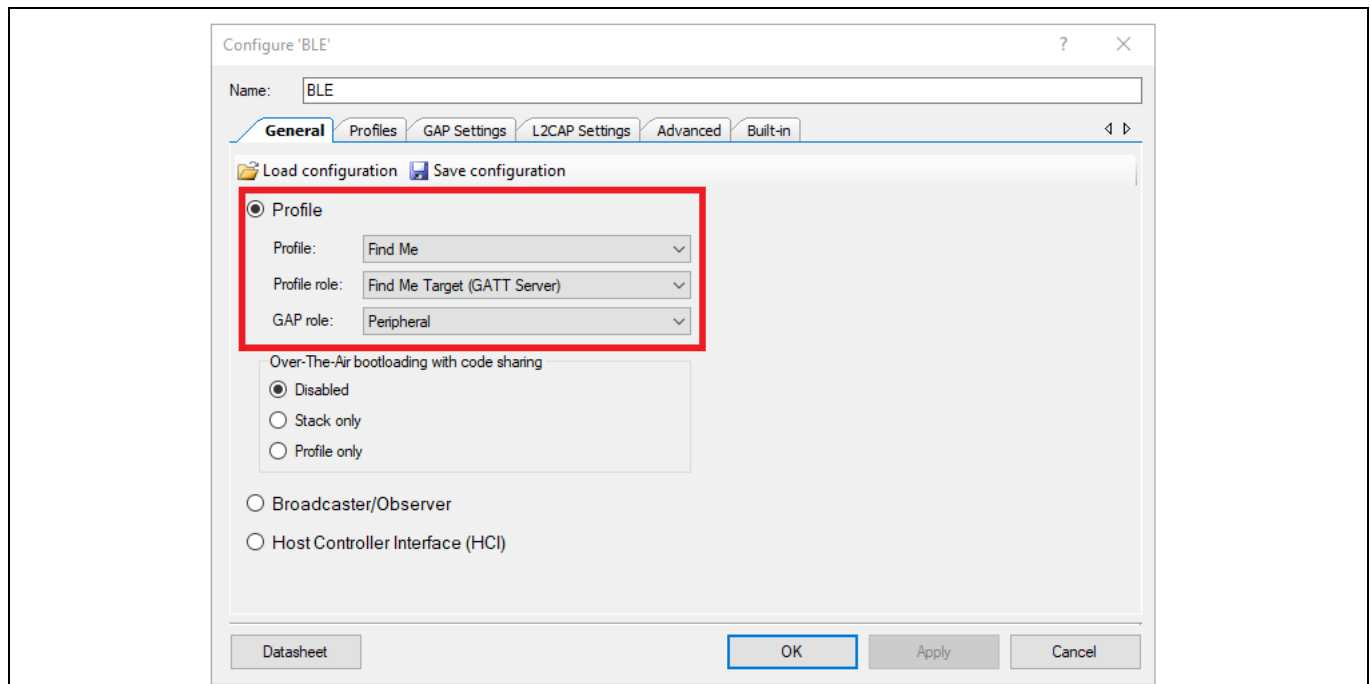 Configure 'BLE' ?
Name: BLE
General Profiles GAP Settings L2CAP Settings Advanced Built-in
Load configuration Save configuration
Profile
Profile: Find Me
Profile role: Find Me Target (GATT Server)
GAP role: Peripheral
Over-The-Air bootloading with code sharing
Disabled
Stack only
Profile only
Broadcaster/Observer
Host Controller Interface (HCI)
Datasheet OK Apply Cancel